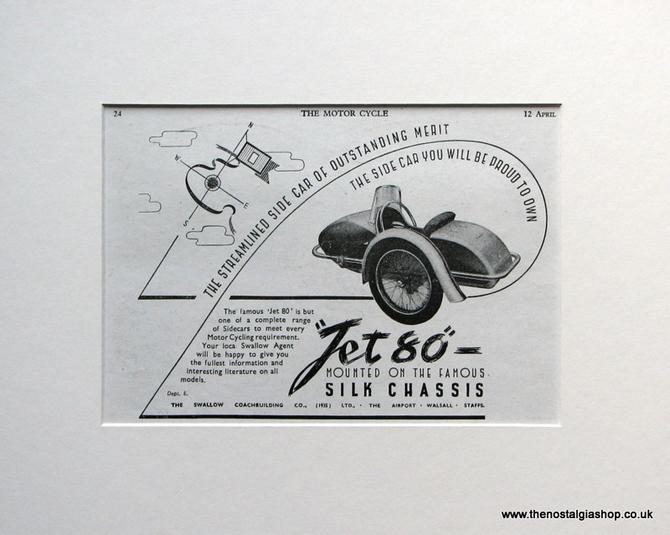 24
THE MOTOR CYCLE
12 APRIL
N
W
E
S
N
THE STREAMLINED SIDE CAR OF OUTSTANDING MERIT
THE SIDE CAR YOU WILL BE PROUD TO OWN
The famous 'Jet 80' is but
one of a complete range
of Sidecars to meet every
Motor Cycling requirement.
Your loca Swallow Agent
will be happy to give you
the fullest information and
interesting literature on all
models.
Dept. E.
"Jet 80"—
MOUNTED ON THE FAMOUS
SILK CHASSIS
THE SWALLOW COACHBUILDING CO., (1935) LTD., · THE AIRPORT · WALSALL · STAFFS.
www.thenostalgiashop.co.uk